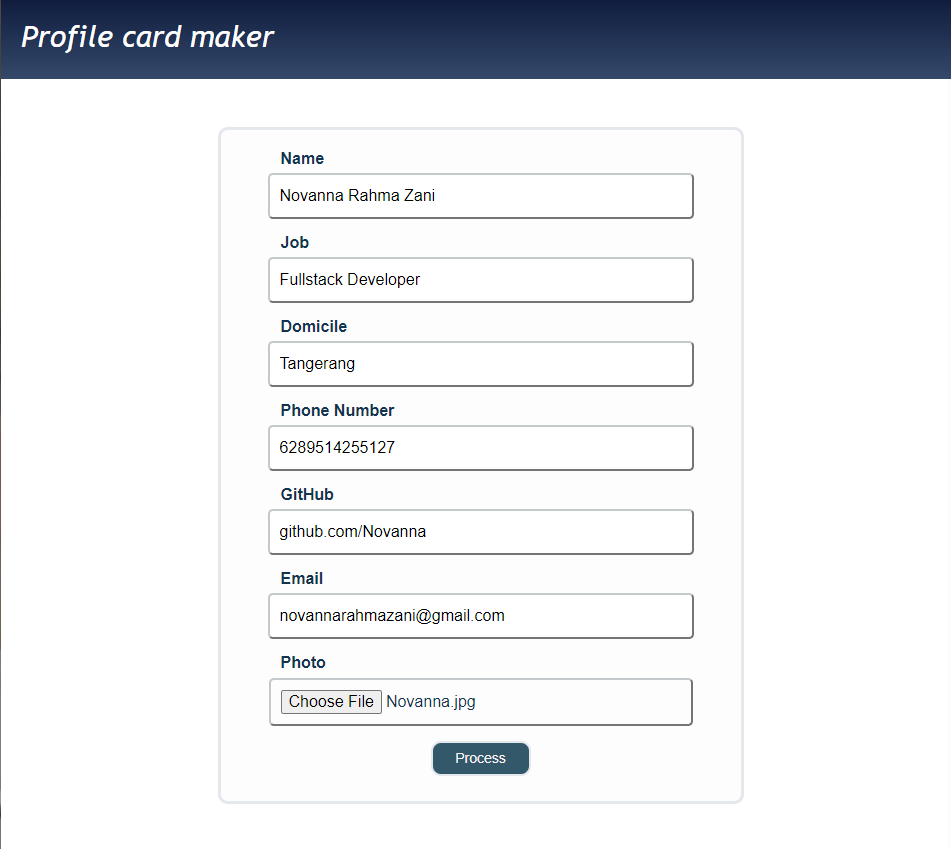 Profile card maker
Name
Novanna Rahma Zani
Job
Fullstack Developer
Domicile
Tangerang
Phone Number
6289514255127
GitHub
github.com/Novanna
Email
novannarahmazani@gmail.com
Photo
Choose File Novanna.jpg
Process